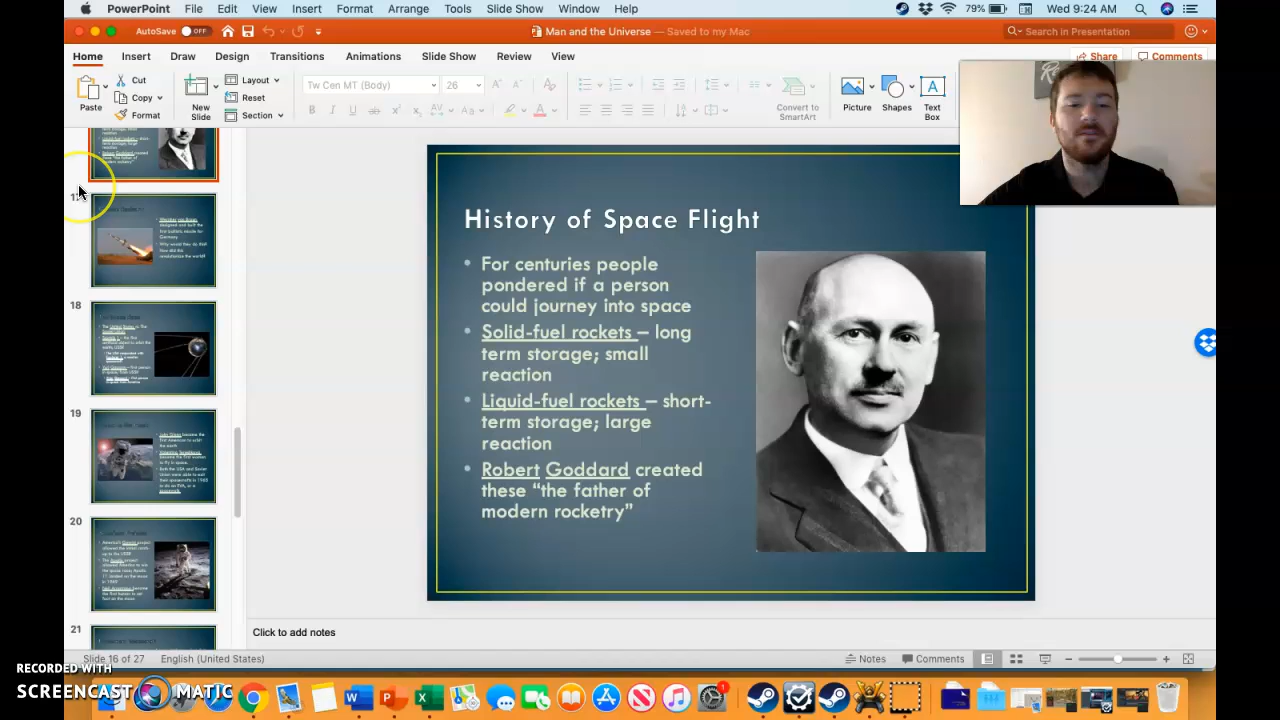 PowerPoint File Edit View Insert Format Arrange Tools Slide Show Window Help 79% Wed 9:24 AM
AutoSave OFF Man and the Universe — Saved to my Mac Search in Presentation
Home Insert Draw Design Transitions Animations Slide Show Review View Share Comments
Paste Cut Copy Format New Slide Layout Reset Section Tw Cen MT (Body) 26 Convert to SmartArt Picture Shapes Text Box
History of Space Flight
• For centuries people
pondered if a person
could journey into space
• Solid-fuel rockets – long
term storage; small
reaction
• Liquid-fuel rockets – short-
term storage; large
reaction
• Robert Goddard created
these “the father of
modern rocketry”
18
19
20
21
Click to add notes
Slide 16 of 27 English (United States) Notes Comments
RECORDED WITH
SCREENCAST MATIC